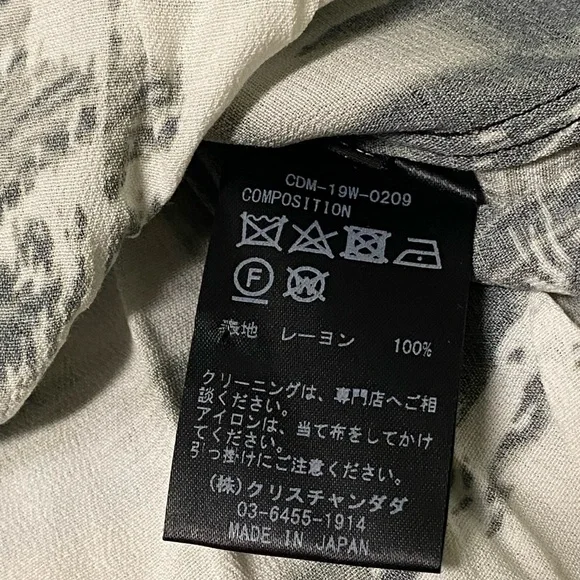 CDM-19W-0209
COMPOSITION
F W
表地 レーヨン 100%
クリーニングは、専門店へご相
談ください。
アイロンは、当て布をしてかけ
てください。
引っ掛けにご注意ください。
(株)クリスチャンダダ
03-6455-1914
MADE IN JAPAN